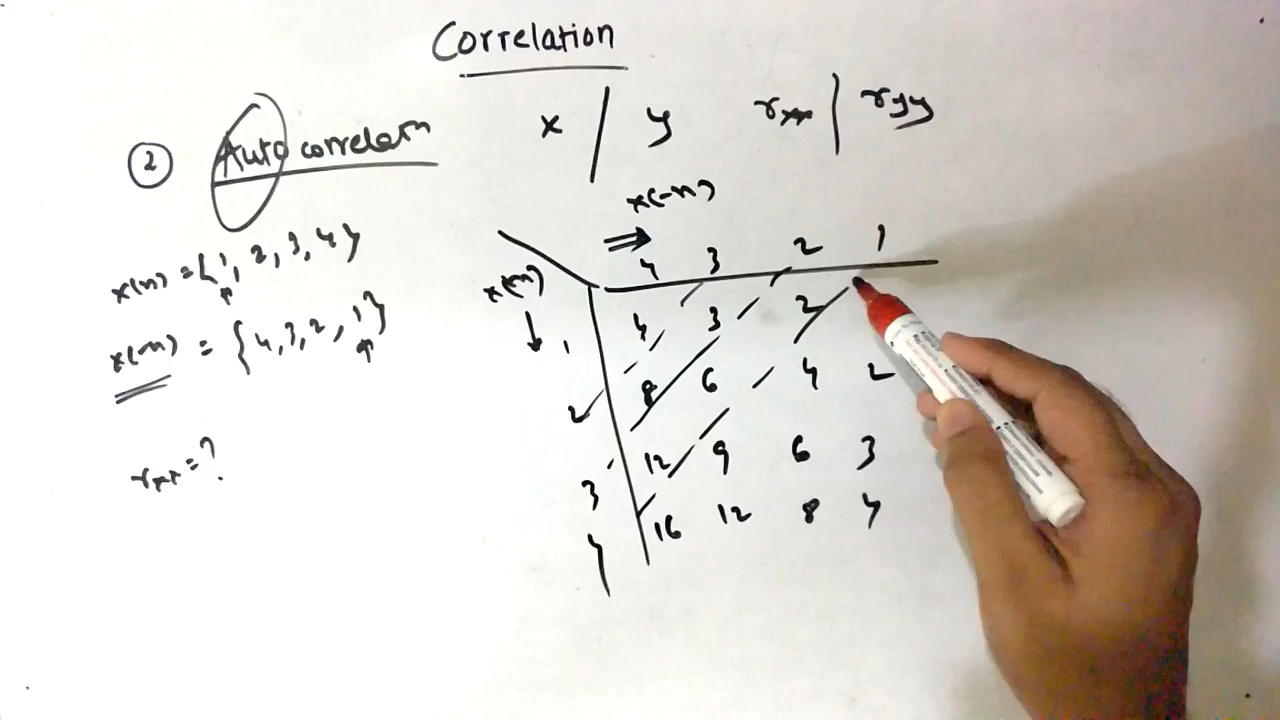 Correlation
x | y rxx | ryy
② Auto correlatn
x(-n)
⇒
4 3 2 1
x(n) = {1, 2, 3, 4}
↑
x(n) ↓
x(-n) = {4, 3, 2, 1}
↑
1 4 3 2
2 8 6 4 2
3 12 9 6 3
4 16 12 8 4
rxx = ?